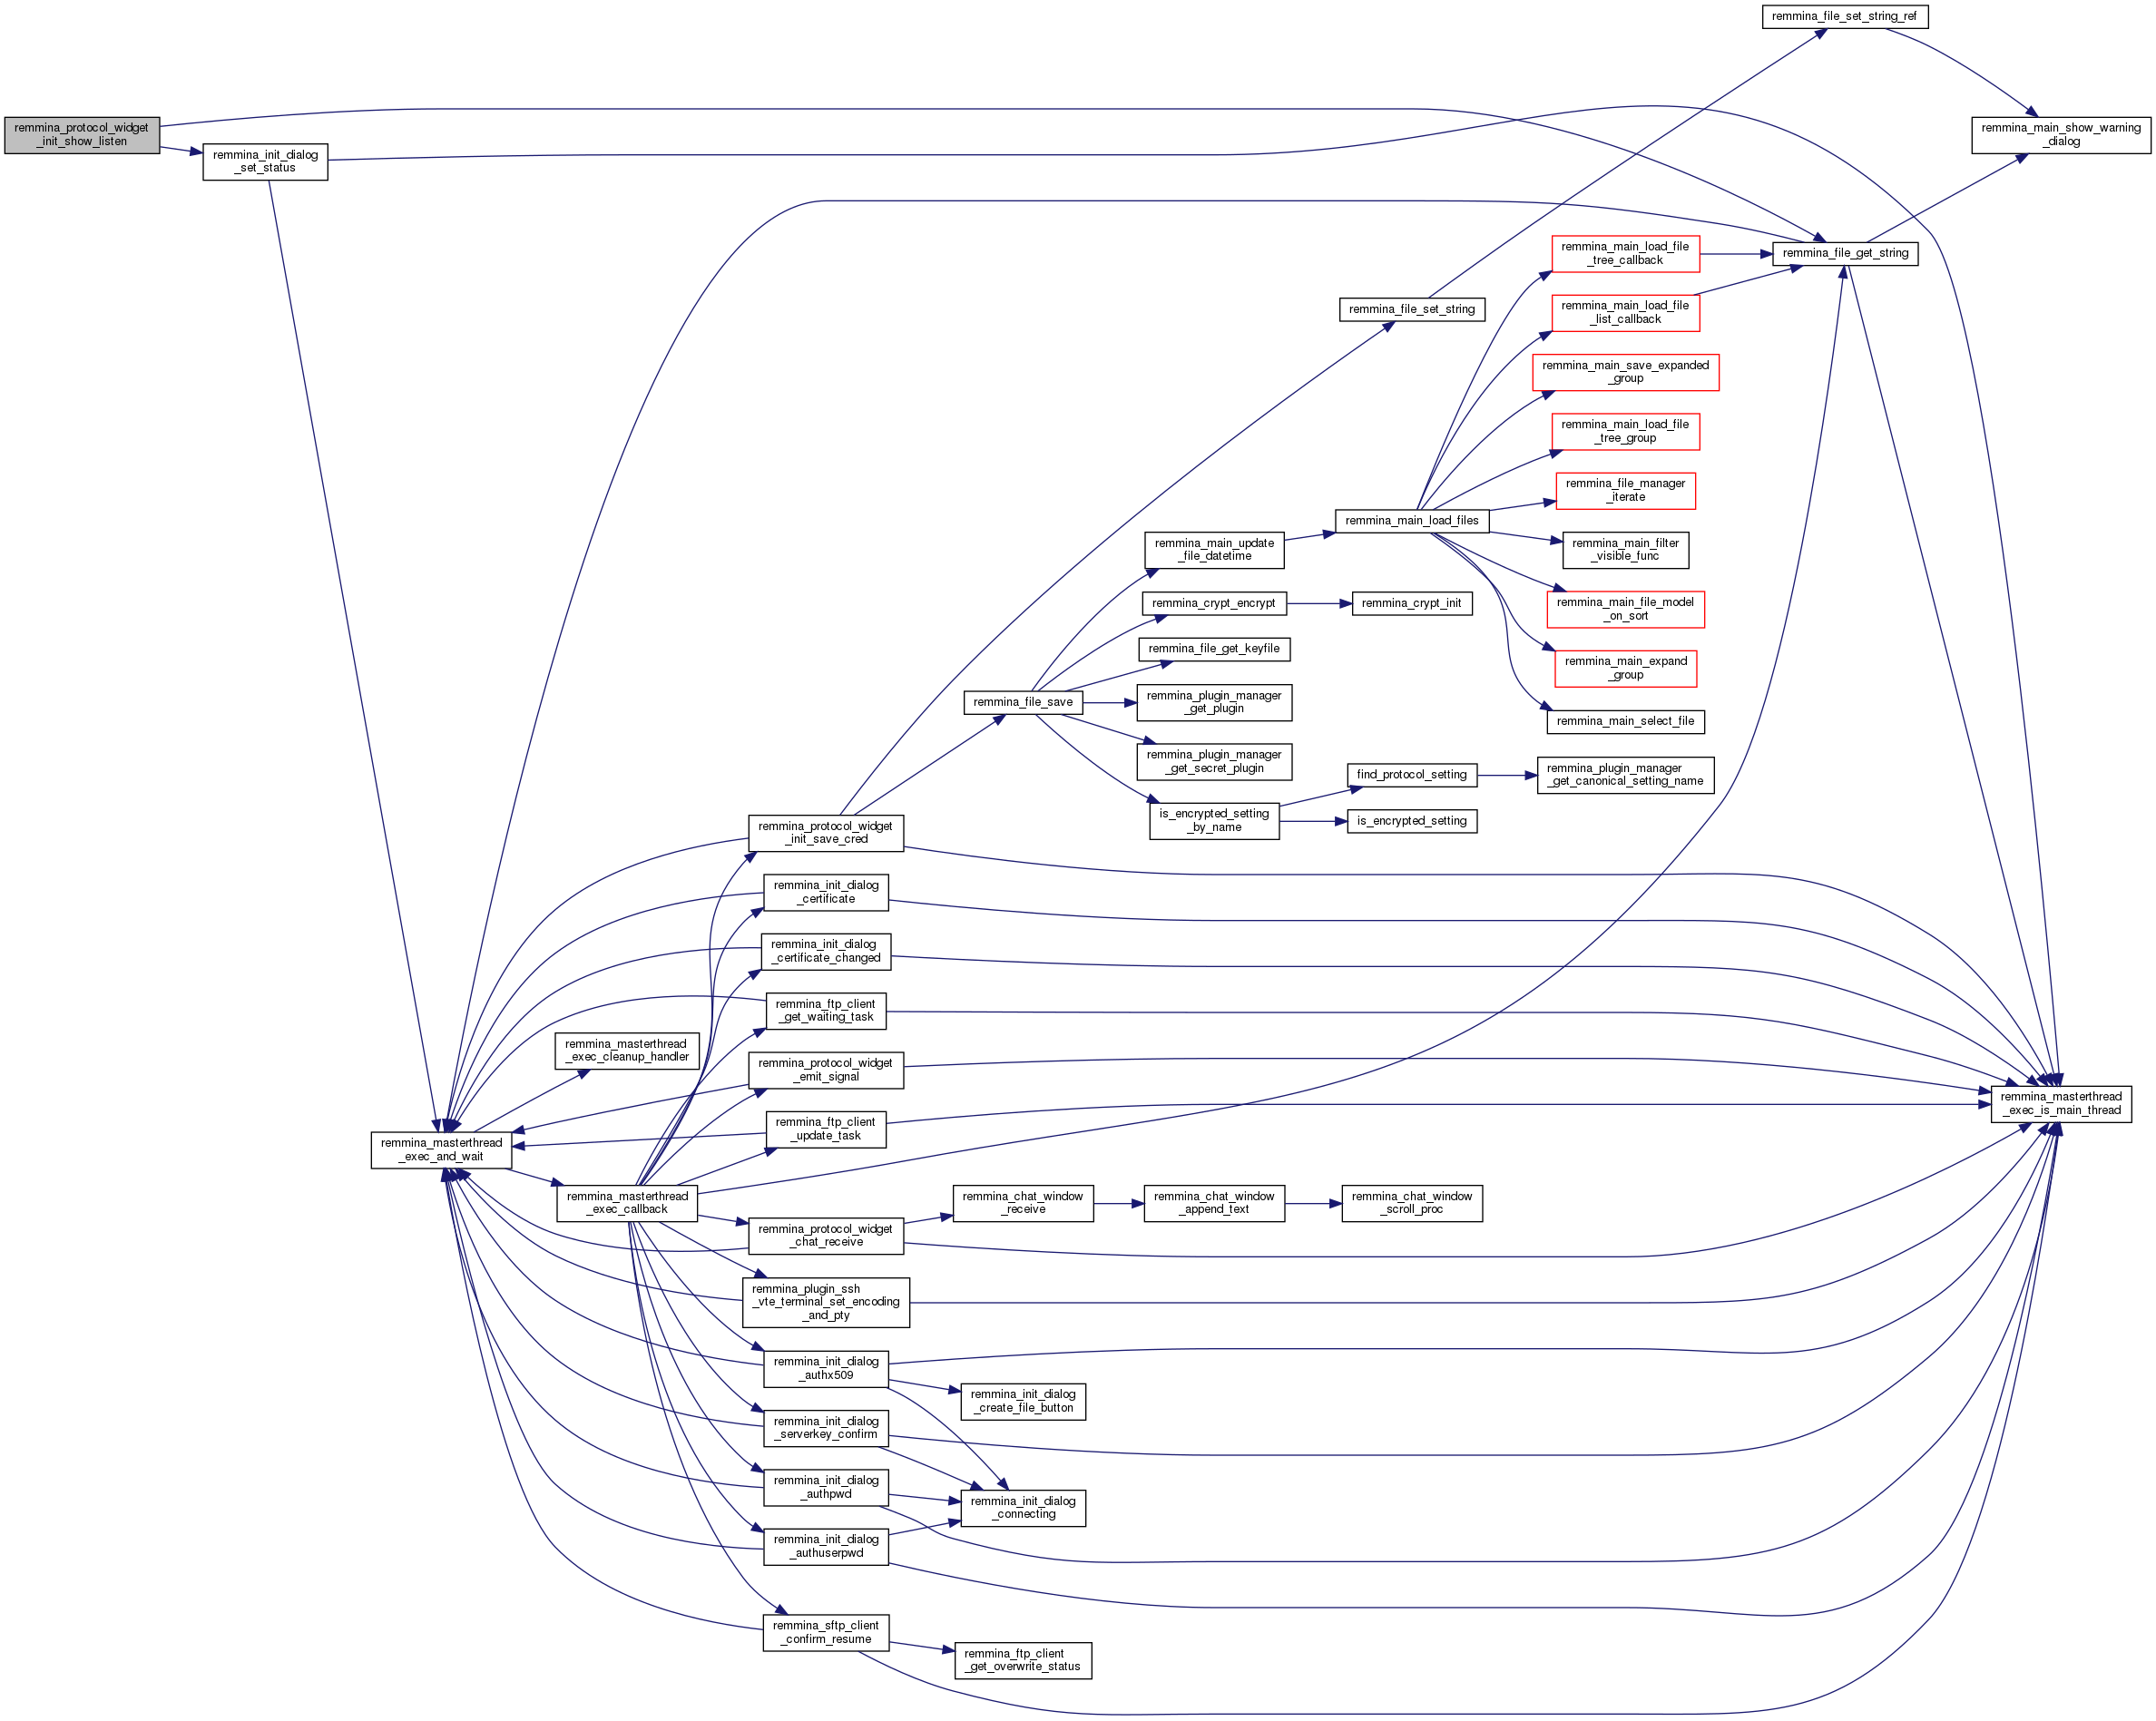 remmina_file_set_string_ref
remmina_protocol_widget
_init_show_listen
remmina_main_show_warning
_dialog
remmina_init_dialog
_set_status
remmina_main_load_file
_tree_callback
remmina_file_get_string
remmina_file_set_string
remmina_main_load_file
_list_callback
remmina_main_save_expanded
_group
remmina_main_load_file
_tree_group
remmina_file_manager
_iterate
remmina_main_load_files
remmina_main_update
_file_datetime
remmina_main_filter
_visible_func
remmina_crypt_encrypt
remmina_crypt_init
remmina_main_file_model
_on_sort
remmina_file_get_keyfile
remmina_main_expand
_group
remmina_file_save
remmina_plugin_manager
_get_plugin
remmina_main_select_file
remmina_plugin_manager
_get_secret_plugin
find_protocol_setting
remmina_plugin_manager
_get_canonical_setting_name
is_encrypted_setting
_by_name
is_encrypted_setting
remmina_protocol_widget
_init_save_cred
remmina_init_dialog
_certificate
remmina_init_dialog
_certificate_changed
remmina_ftp_client
_get_waiting_task
remmina_masterthread
_exec_cleanup_handler
remmina_protocol_widget
_emit_signal
remmina_masterthread
_exec_is_main_thread
remmina_ftp_client
_update_task
remmina_masterthread
_exec_and_wait
remmina_masterthread
_exec_callback
remmina_chat_window
_receive
remmina_chat_window
_append_text
remmina_chat_window
_scroll_proc
remmina_protocol_widget
_chat_receive
remmina_plugin_ssh
_vte_terminal_set_encoding
_and_pty
remmina_init_dialog
_authx509
remmina_init_dialog
_create_file_button
remmina_init_dialog
_serverkey_confirm
remmina_init_dialog
_authpwd
remmina_init_dialog
_connecting
remmina_init_dialog
_authuserpwd
remmina_sftp_client
_confirm_resume
remmina_ftp_client
_get_overwrite_status